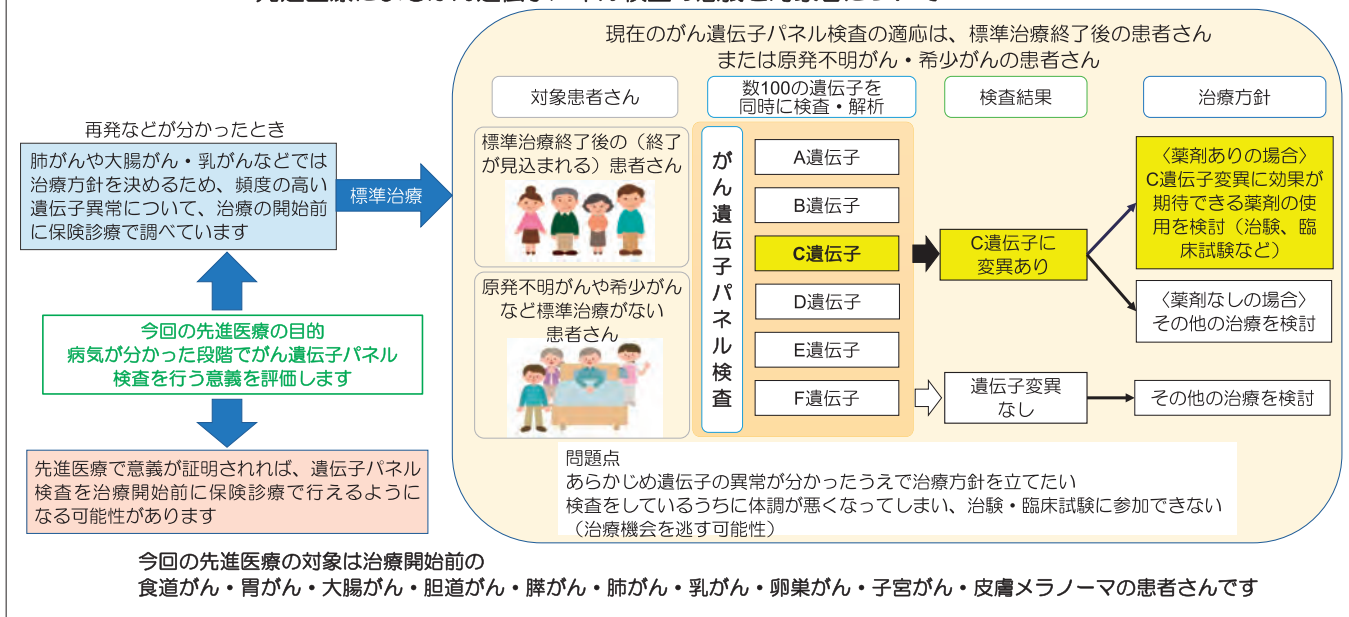 現在のがん遺伝子パネル検査の適応は、標準治療終了後の患者さん
または原発不明がん・希少がんの患者さん
対象患者さん
数100の遺伝子を
同時に検査・解析
検査結果
治療方針
再発などが分かったとき
肺がんや大腸がん・乳がんなどでは
治療方針を決めるため、頻度の高い
遺伝子異常について、治療の開始前
に保険診療で調べています
標準治療
標準治療終了後の（終了
が見込まれる）患者さん
原発不明がんや希少がん
など標準治療がない
患者さん
がん遺伝子パネル検査
A遺伝子
B遺伝子
C遺伝子
D遺伝子
E遺伝子
F遺伝子
C遺伝子に
変異あり
〈薬剤ありの場合〉
C遺伝子変異に効果が
期待できる薬剤の使
用を検討（治験、臨
床試験など）
〈薬剤なしの場合〉
その他の治療を検討
遺伝子変異
なし
その他の治療を検討
今回の先進医療の目的
病気が分かった段階でがん遺伝子パネル
検査を行う意義を評価します
先進医療で意義が証明されれば、遺伝子パネル
検査を治療開始前に保険診療で行えるように
なる可能性があります
問題点
あらかじめ遺伝子の異常が分かったうえで治療方針を立てたい
検査をしているうちに体調が悪くなってしまい、治験・臨床試験に参加できない
（治療機会を逃す可能性）
今回の先進医療の対象は治療開始前の
食道がん・胃がん・大腸がん・胆道がん・膵がん・肺がん・乳がん・卵巣がん・子宮がん・皮膚メラノーマの患者さんです